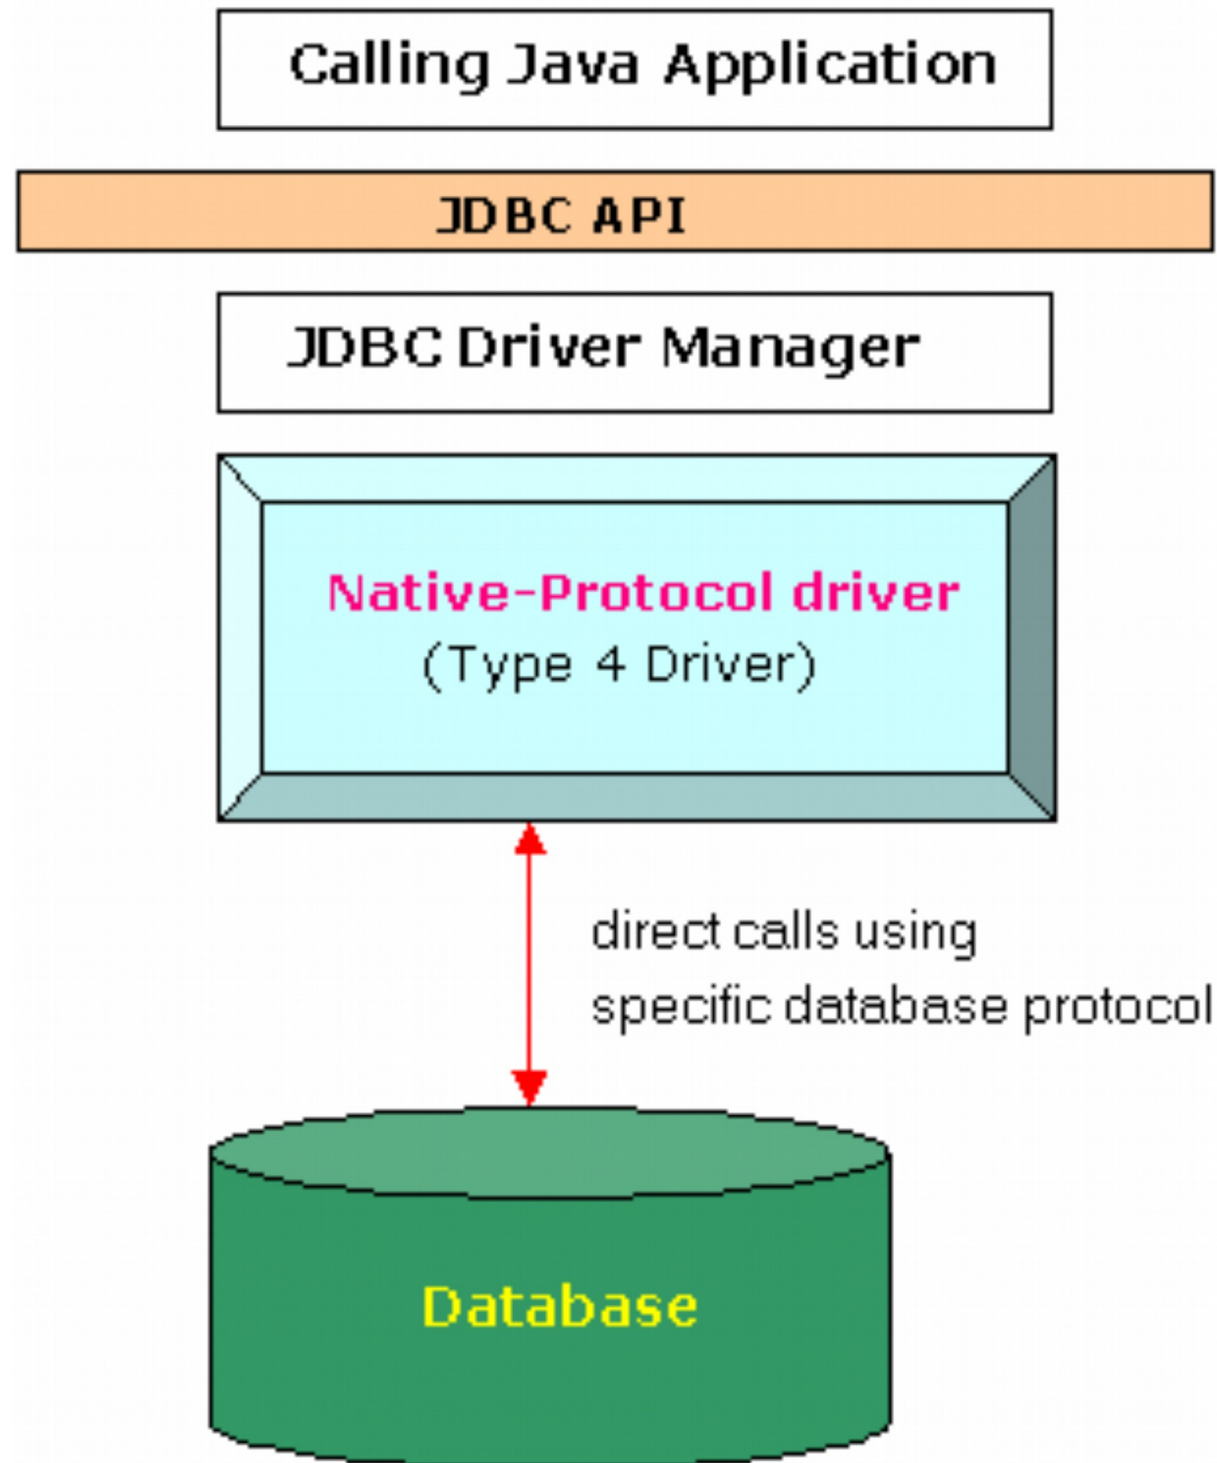 Calling Java Application
JDBC API
JDBC Driver Manager
Native-Protocol driver
(Type 4 Driver)
direct calls using
specific database protocol
Database